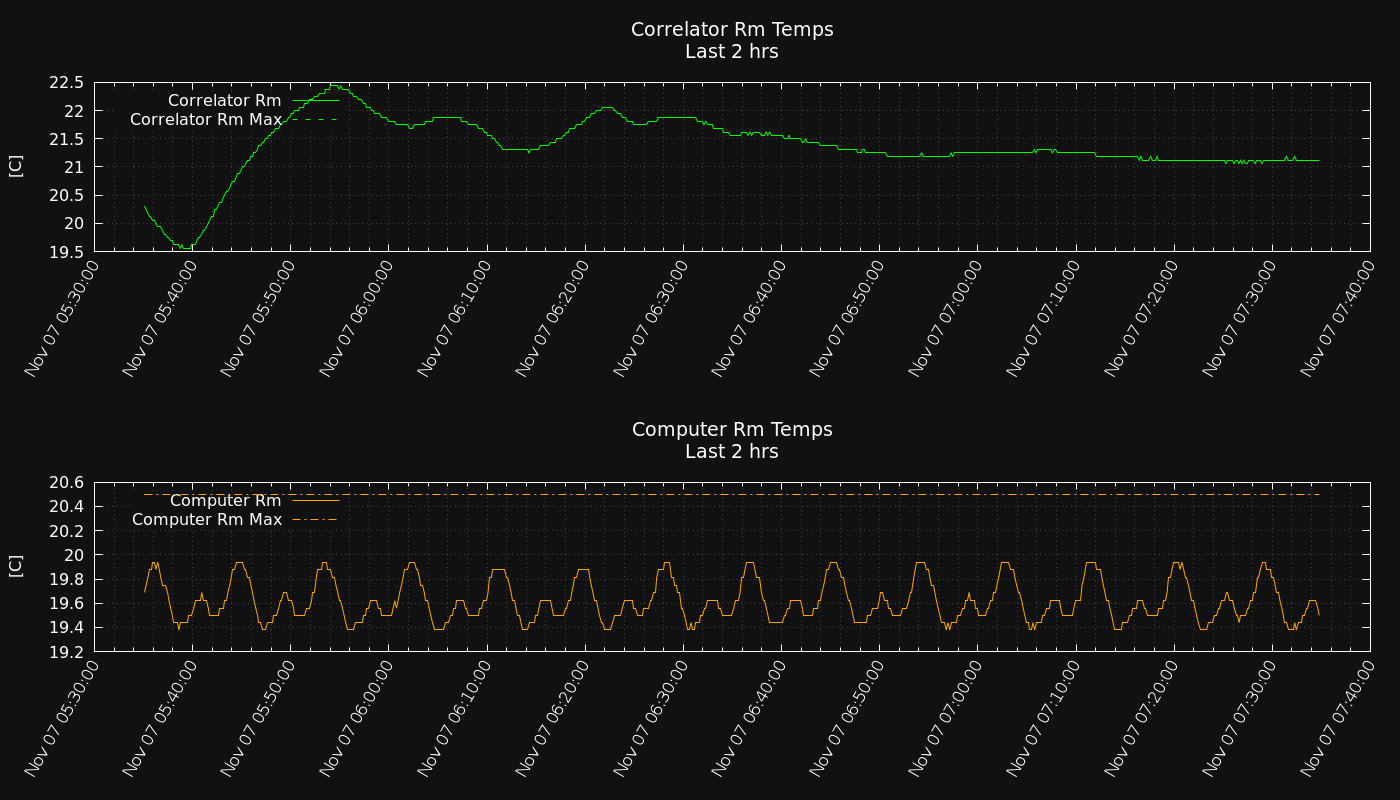 Correlator Rm Temps
Last 2 hrs
22.5
22
21.5
21
20.5
20
19.5
[C]
Correlator Rm
Correlator Rm Max
Nov 07 05:30:00
Nov 07 05:40:00
Nov 07 05:50:00
Nov 07 06:00:00
Nov 07 06:10:00
Nov 07 06:20:00
Nov 07 06:30:00
Nov 07 06:40:00
Nov 07 06:50:00
Nov 07 07:00:00
Nov 07 07:10:00
Nov 07 07:20:00
Nov 07 07:30:00
Nov 07 07:40:00
Computer Rm Temps
Last 2 hrs
20.6
20.4
20.2
20
19.8
19.6
19.4
19.2
[C]
Computer Rm
Computer Rm Max
Nov 07 05:30:00
Nov 07 05:40:00
Nov 07 05:50:00
Nov 07 06:00:00
Nov 07 06:10:00
Nov 07 06:20:00
Nov 07 06:30:00
Nov 07 06:40:00
Nov 07 06:50:00
Nov 07 07:00:00
Nov 07 07:10:00
Nov 07 07:20:00
Nov 07 07:30:00
Nov 07 07:40:00